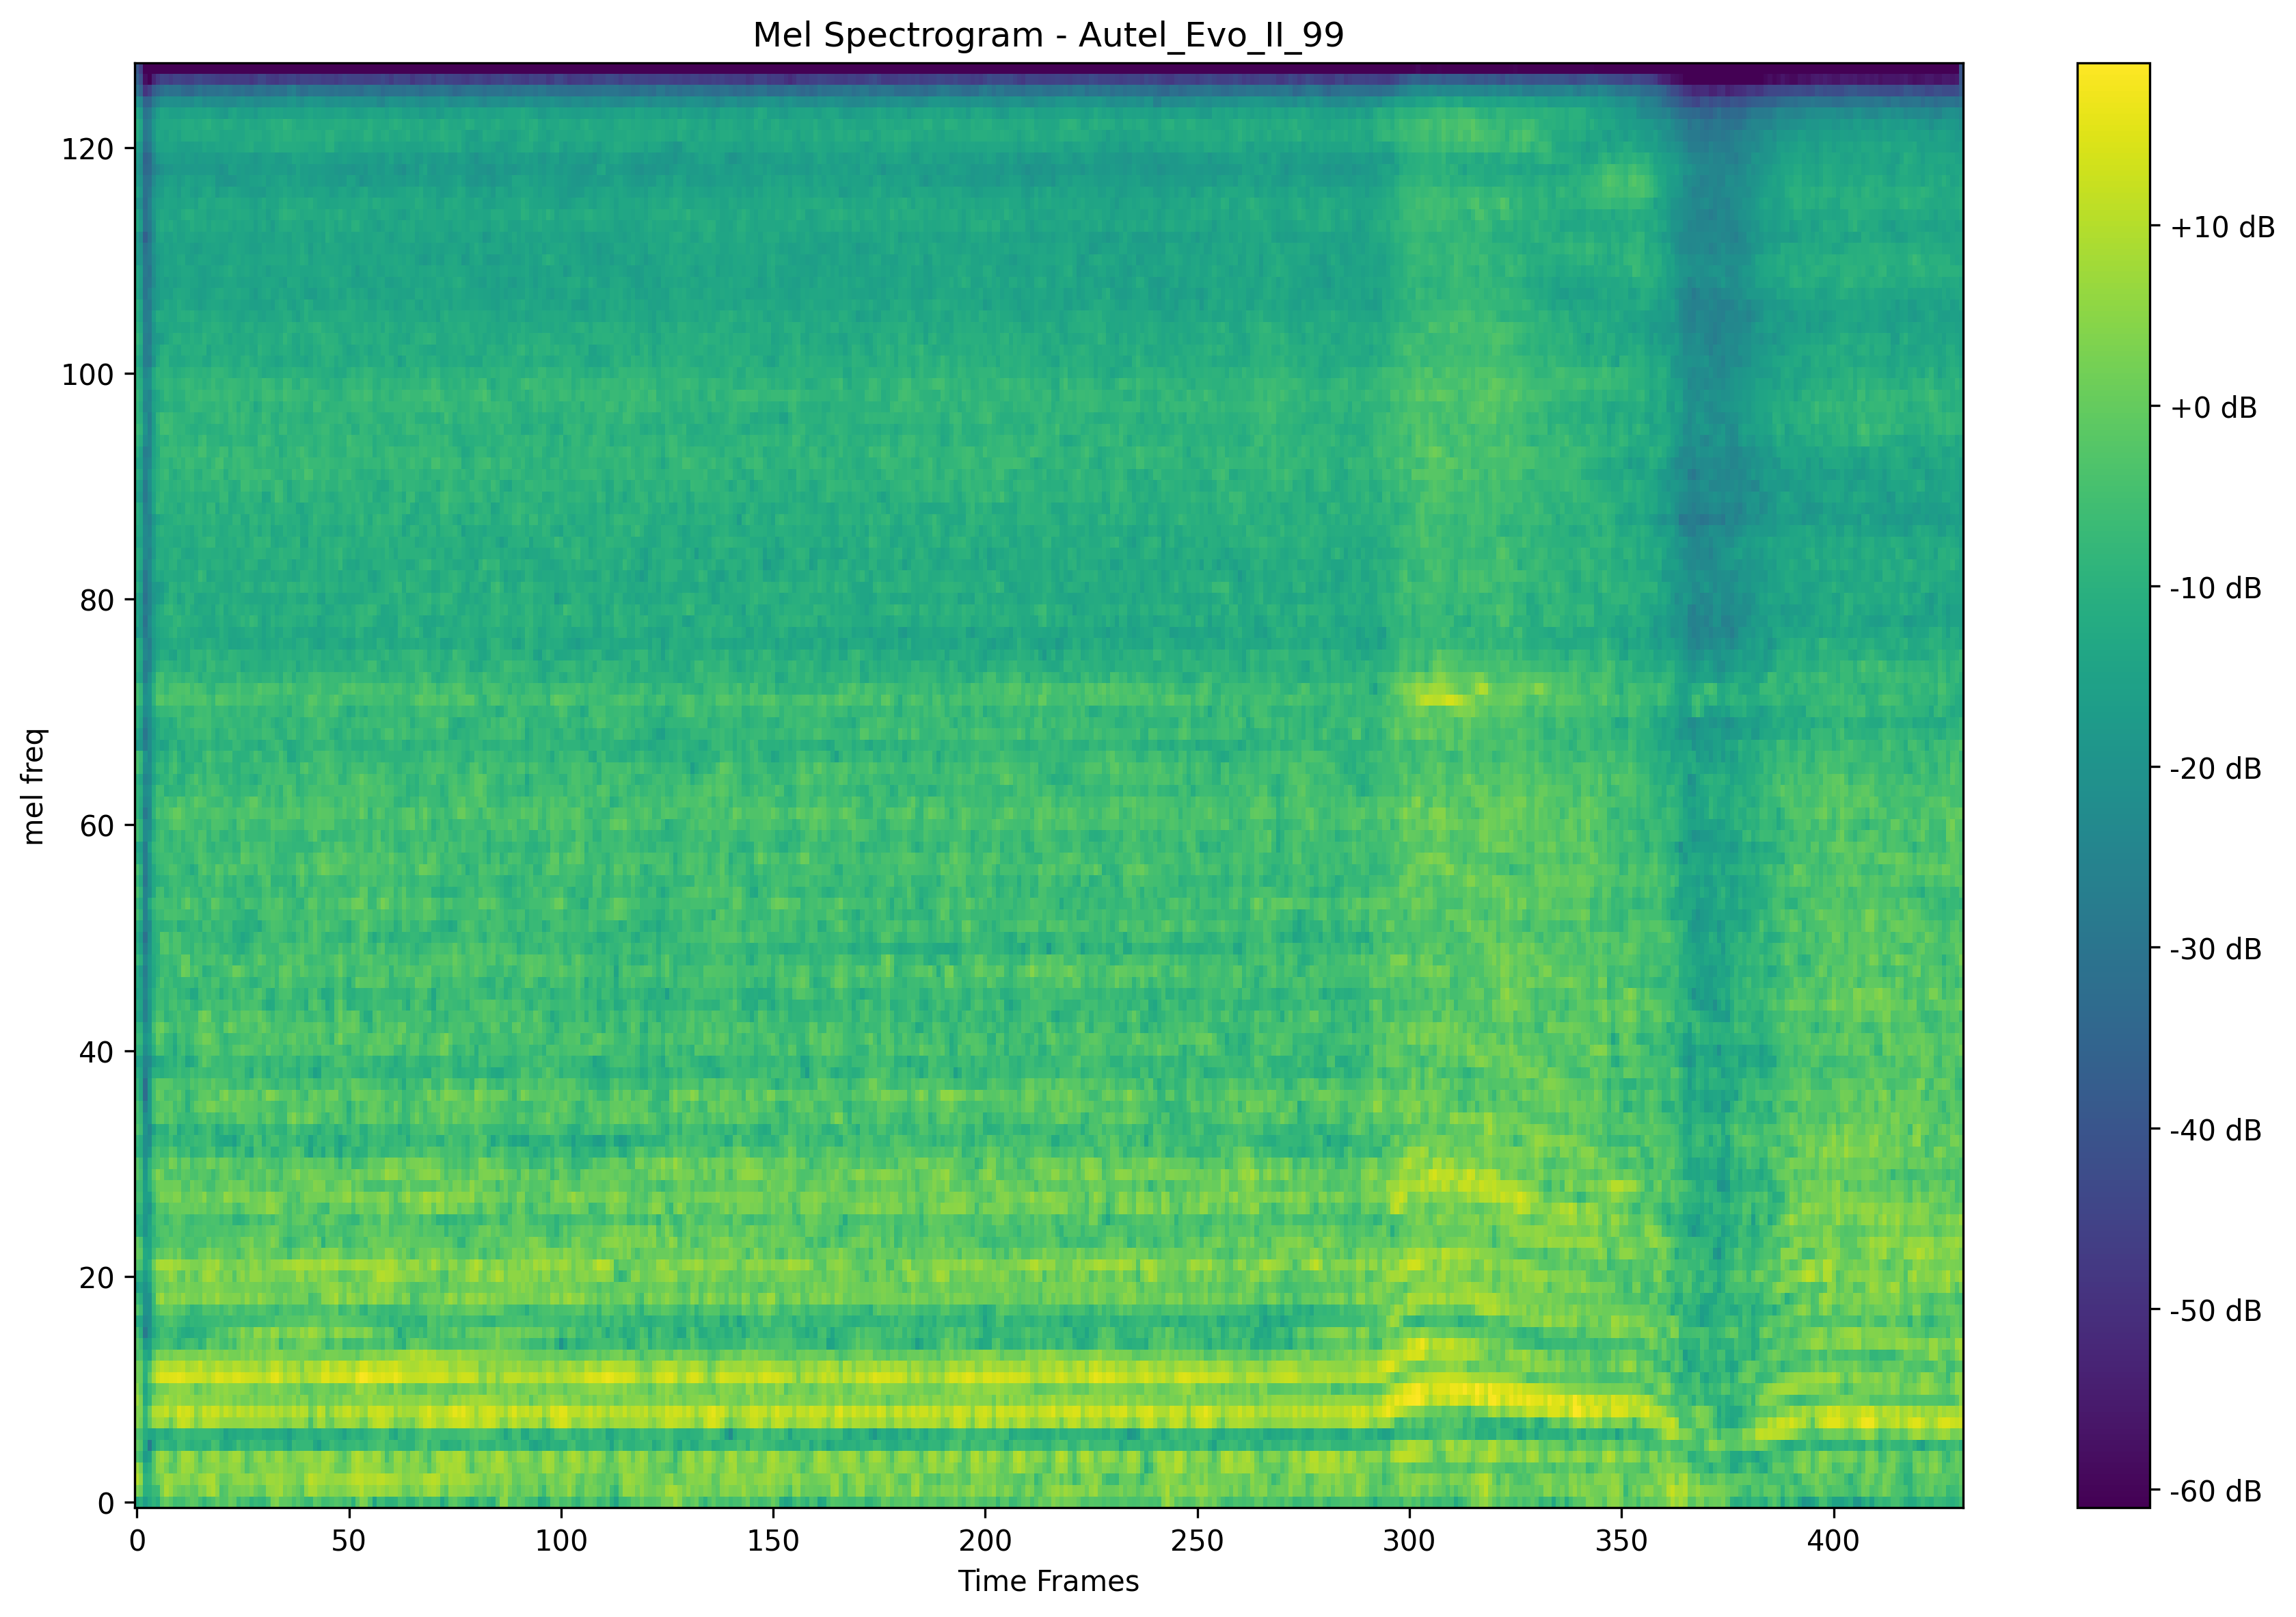 Mel Spectrogram - Autel_Evo_II_99
mel freq
120
100
80
60
40
20
0
0 50 100 150 200 250 300 350 400
Time Frames
+10 dB
+0 dB
-10 dB
-20 dB
-30 dB
-40 dB
-50 dB
-60 dB